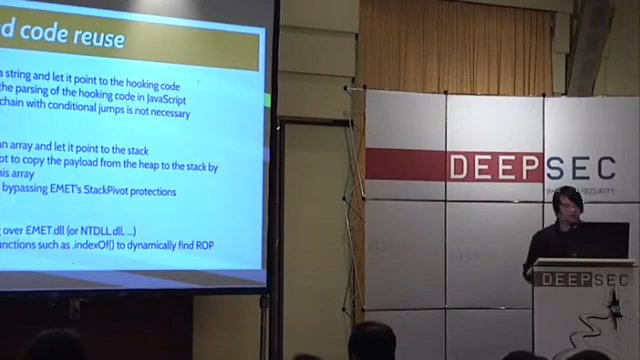 d code reuse
a string and let it point to the hooking code
the parsing of the hooking code in JavaScript
chain with conditional jumps is not necessary
an array and let it point to the stack
ot to copy the payload from the heap to the stack by
his array
bypassing EMET's StackPivot protections
g over EMET.dll (or NTDLL.dll, ...)
unctions such as .indexOf() to dynamically find ROP
DEEPSEC
SECURITY
DEEPSEC